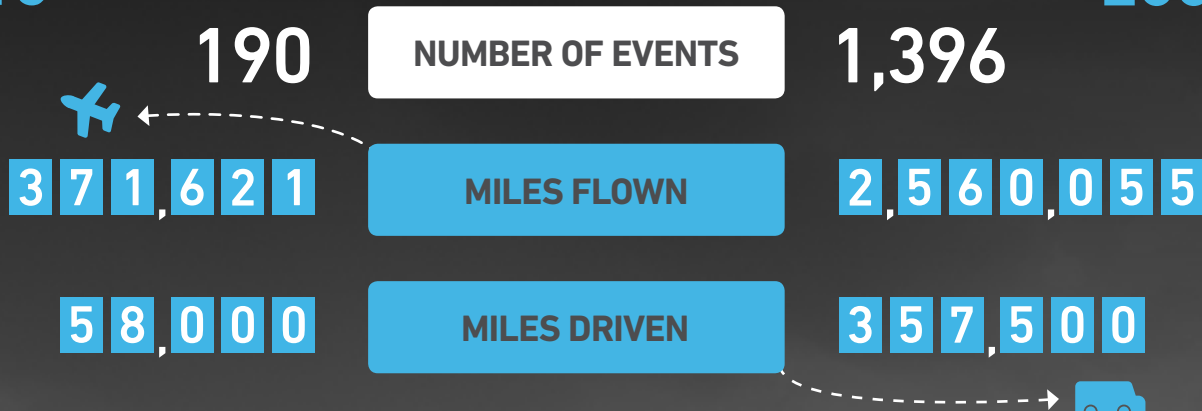 190 NUMBER OF EVENTS 1,396
371,621 MILES FLOWN 2,560,055
58,000 MILES DRIVEN 357,500